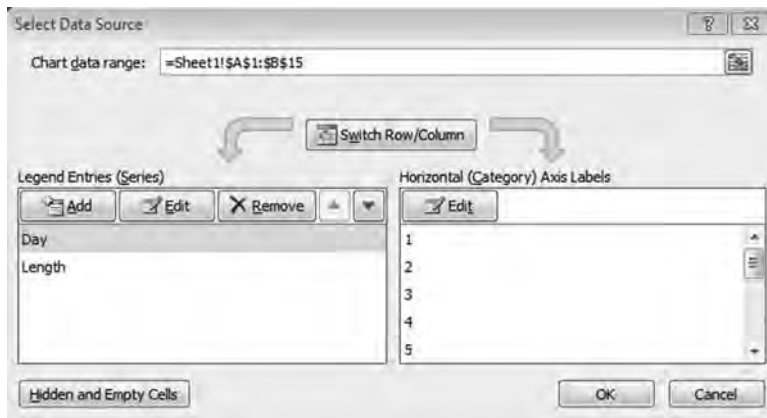 Select Data Source
Chart data range: =Sheet1!$A$1:$B$15
Switch Row/Column
Legend Entries (Series)
Add Edit Remove
Day
Length
Horizontal (Category) Axis Labels
Edit
1
2
3
4
5
Hidden and Empty Cells
OK Cancel